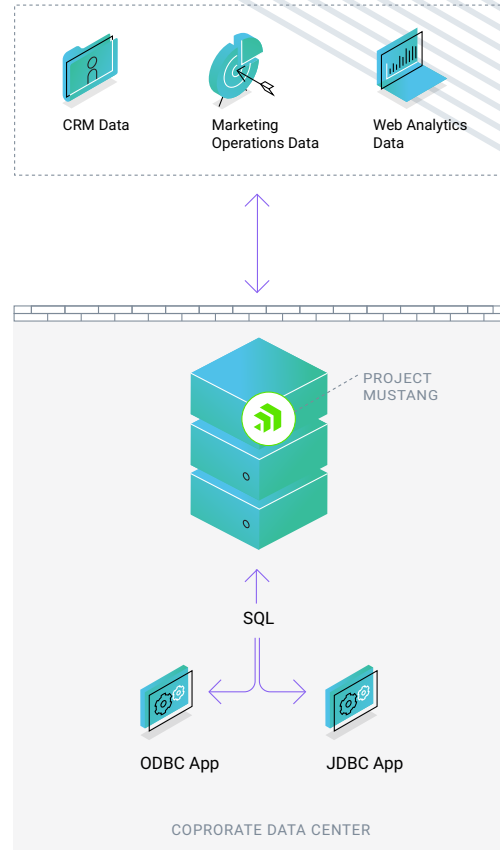 CRM Data
Marketing
Operations Data
Web Analytics
Data
PROJECT
MUSTANG
SQL
ODBC App
JDBC App
COPRORATE DATA CENTER